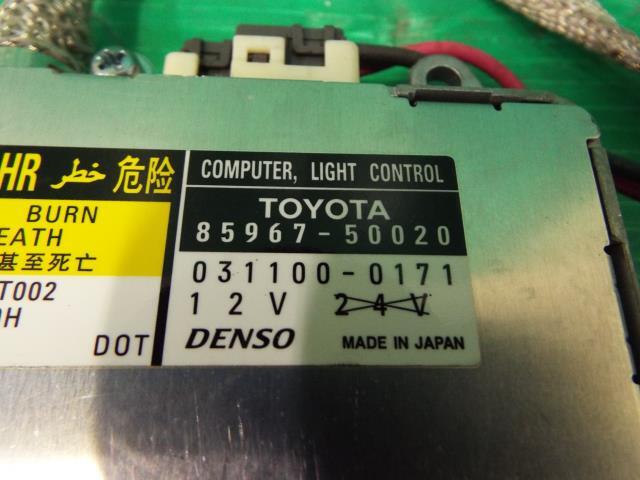 HR خطر 危险
BURN
EATH
甚至死亡
T002
DOT
COMPUTER, LIGHT CONTROL
TOYOTA
85967-50020
031100-0171
12V 24V
DENSO MADE IN JAPAN